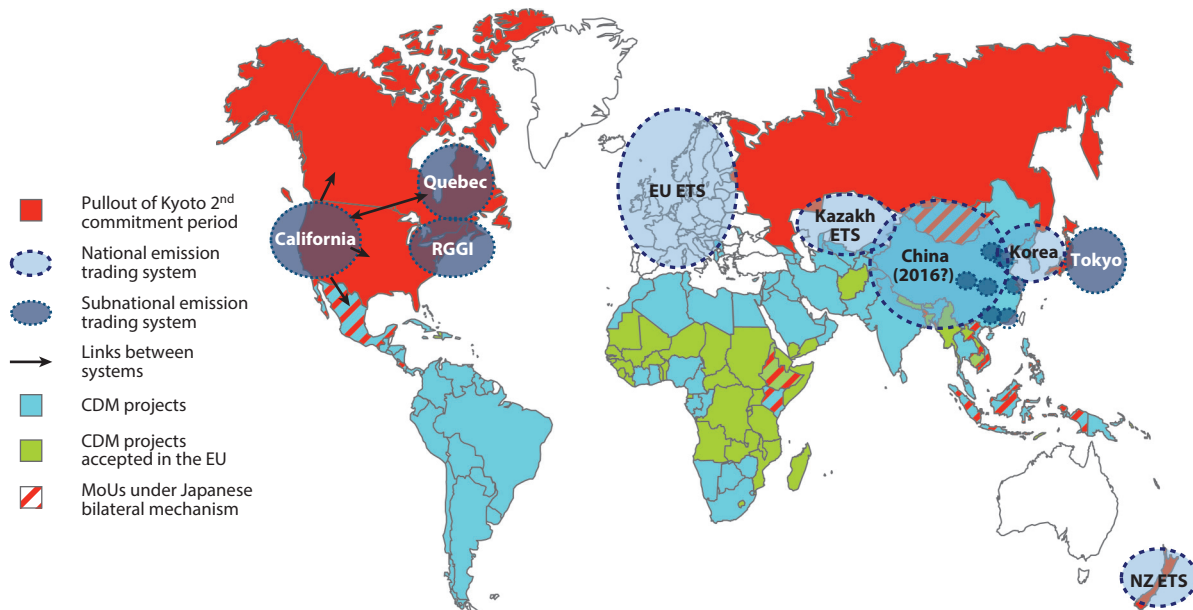 Pullout of Kyoto 2nd
commitment period
National emission
trading system
Subnational emission
trading system
Links between
systems
CDM projects
CDM projects
accepted in the EU
MoUs under Japanese
bilateral mechanism
Quebec
California
RGGI
EU ETS
Kazakh
ETS
China
(2016?)
Korea
Tokyo
NZ ETS